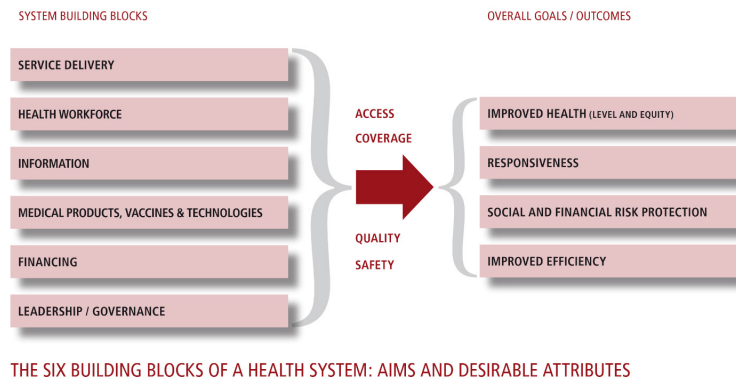 SYSTEM BUILDING BLOCKS
SERVICE DELIVERY
HEALTH WORKFORCE
INFORMATION
MEDICAL PRODUCTS, VACCINES & TECHNOLOGIES
FINANCING
LEADERSHIP / GOVERNANCE
ACCESS
COVERAGE
QUALITY
SAFETY
OVERALL GOALS / OUTCOMES
IMPROVED HEALTH (LEVEL AND EQUITY)
RESPONSIVENESS
SOCIAL AND FINANCIAL RISK PROTECTION
IMPROVED EFFICIENCY
THE SIX BUILDING BLOCKS OF A HEALTH SYSTEM: AIMS AND DESIRABLE ATTRIBUTES